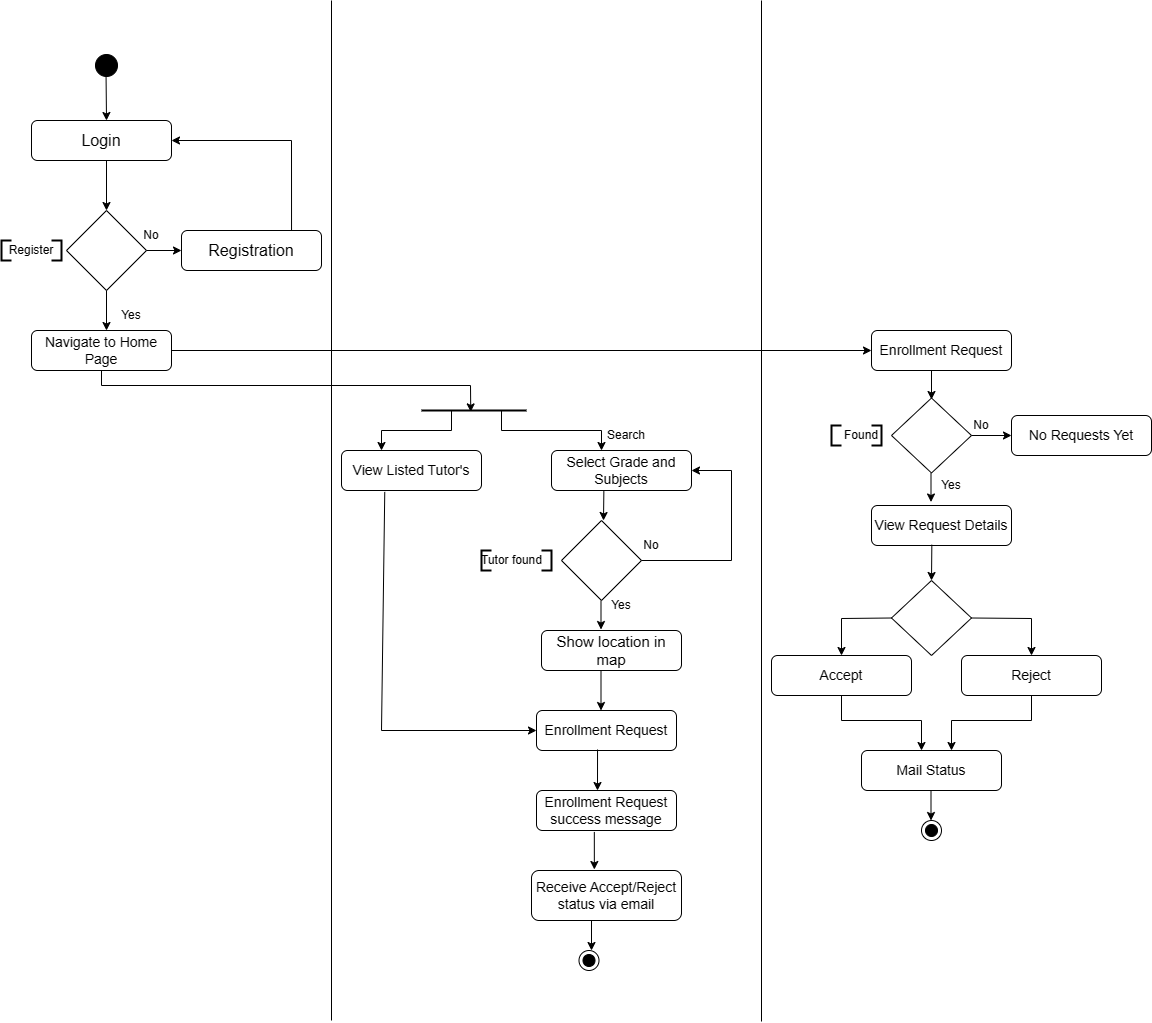 Login
[Register]
No
Registration
Yes
Navigate to Home
Page
Search
View Listed Tutor's
Select Grade and
Subjects
[Tutor found]
No
Yes
Show location in
map
Enrollment Request
Enrollment Request
success message
Receive Accept/Reject
status via email
Enrollment Request
[Found]
No
No Requests Yet
Yes
View Request Details
Accept
Reject
Mail Status